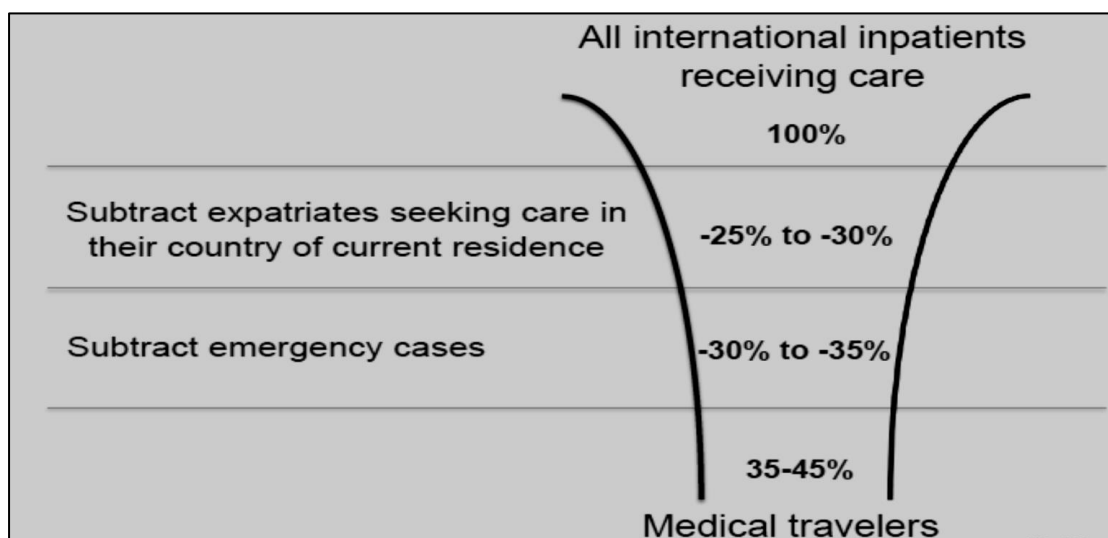 All international inpatients
receiving care
100%
Subtract expatriates seeking care in
their country of current residence
-25% to -30%
Subtract emergency cases
-30% to -35%
35-45%
Medical travelers